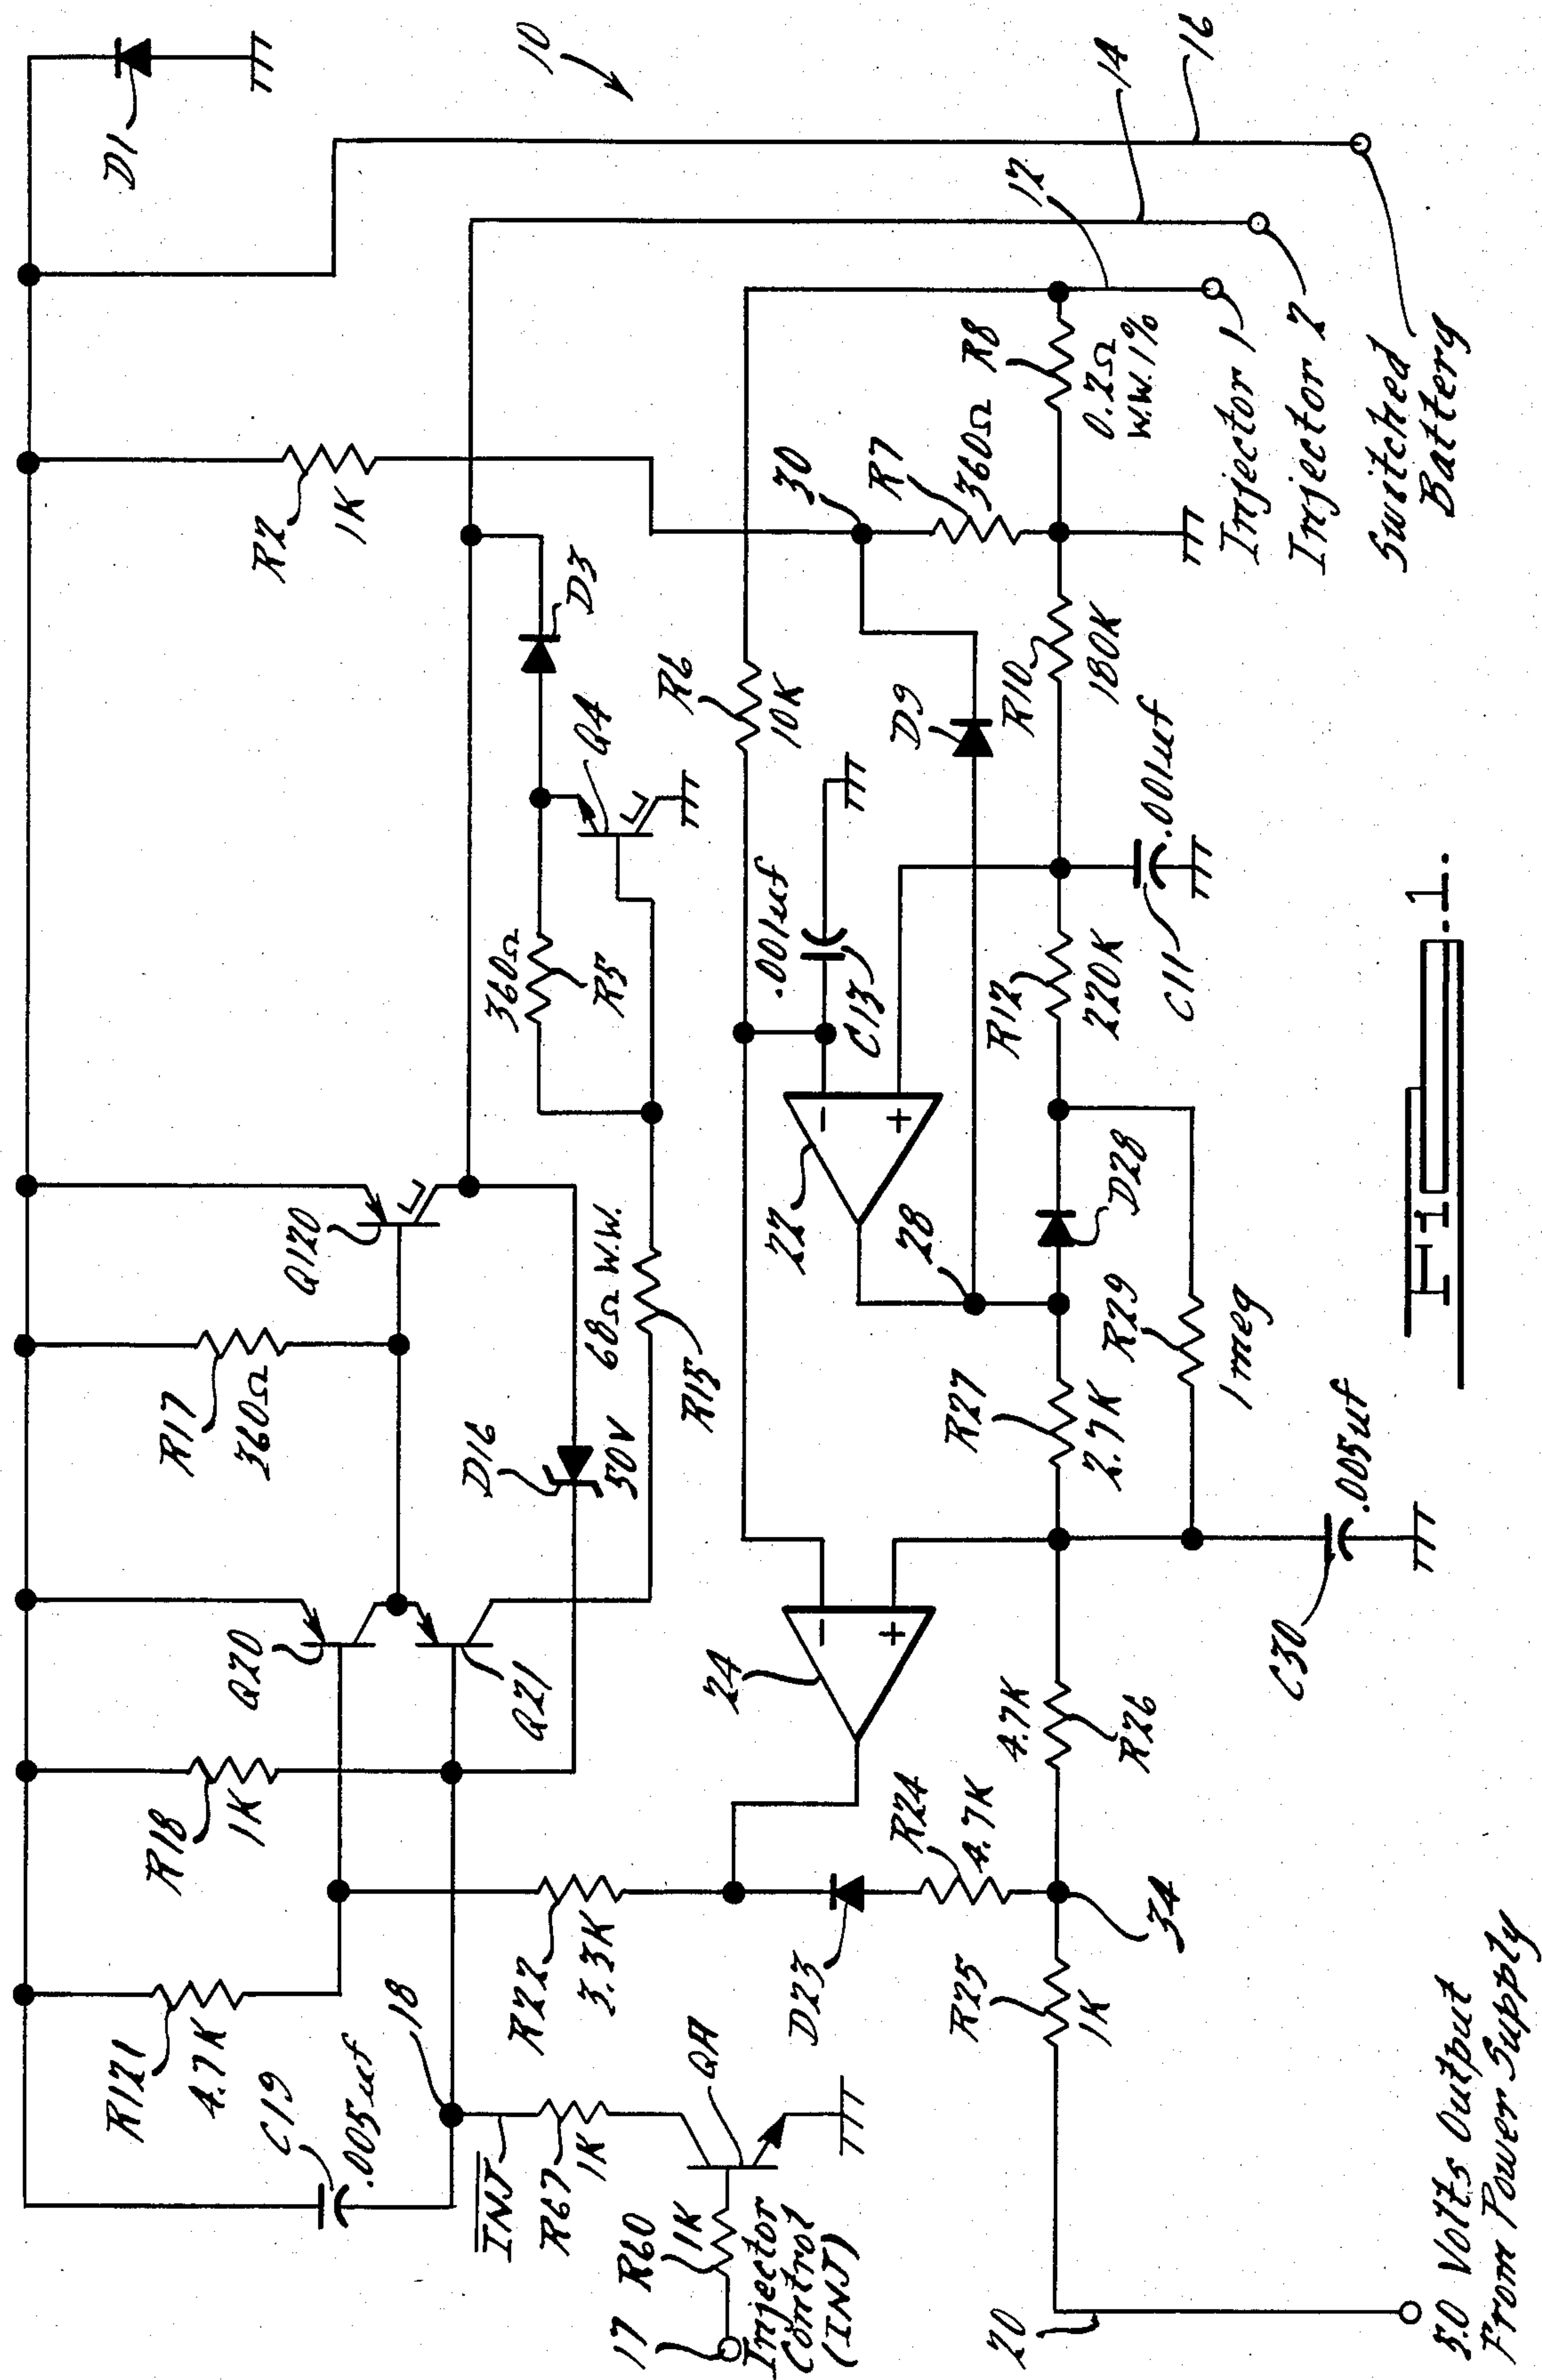 10
D1
R2
1K
D3
Q4
360Ω
R5
R6
10K
30
R7
360Ω
R8
0.2Ω
W.W. 1%
12
14
16
Injector 1
Injector 2
Switched
Battery
D9
R10
180K
.001uf
C11
.001uf
C13
R12
220K
22
28
D28
R29
1meg
R27
2.7K
Q120
R17
360Ω
D16
50V
68Ω W.W.
R15
Q20
Q21
24
R18
1K
R121
4.7K
C19
.005uf
18
INJ
R67
1K
QA
R60
1K
17
Injector
Control
(INJ)
R22
3.3K
D23
R24
4.7K
4.7K
R26
34
R25
1K
20
C30
.005uf
5.0 Volts Output
From Power Supply
Fig.1.
− +
− +